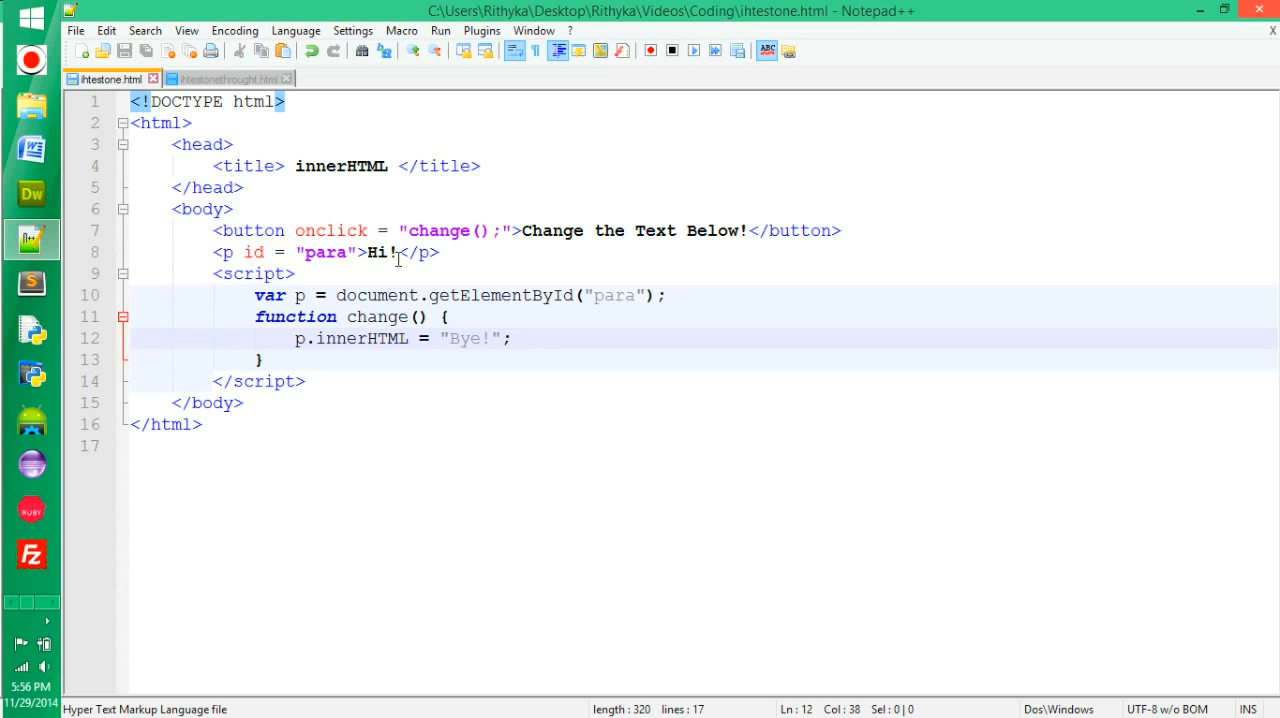 C:\Users\Rithyka\Desktop\Rithyka\Videos\Coding\ihtestone.html - Notepad++
File Edit Search View Encoding Language Settings Macro Run Plugins Window ? X
ABC
ihtestone.html ihtestonethrought.html
1 <!DOCTYPE html>
2 <html>
3 <head>
4 <title> innerHTML </title>
5 </head>
6 <body>
7 <button onclick = "change();">Change the Text Below!</button>
8 <p id = "para">Hi!</p>
9 <script>
10 var p = document.getElementById("para");
11 function change() {
12 p.innerHTML = "Bye!";
13 }
14 </script>
15 </body>
16 </html>
17
W
Dw
n++
S
RUBY
Fz
5:56 PM
11/29/2014
Hyper Text Markup Language file length : 320 lines : 17 Ln : 12 Col : 38 Sel : 0 | 0 Dos\Windows UTF-8 w/o BOM INS